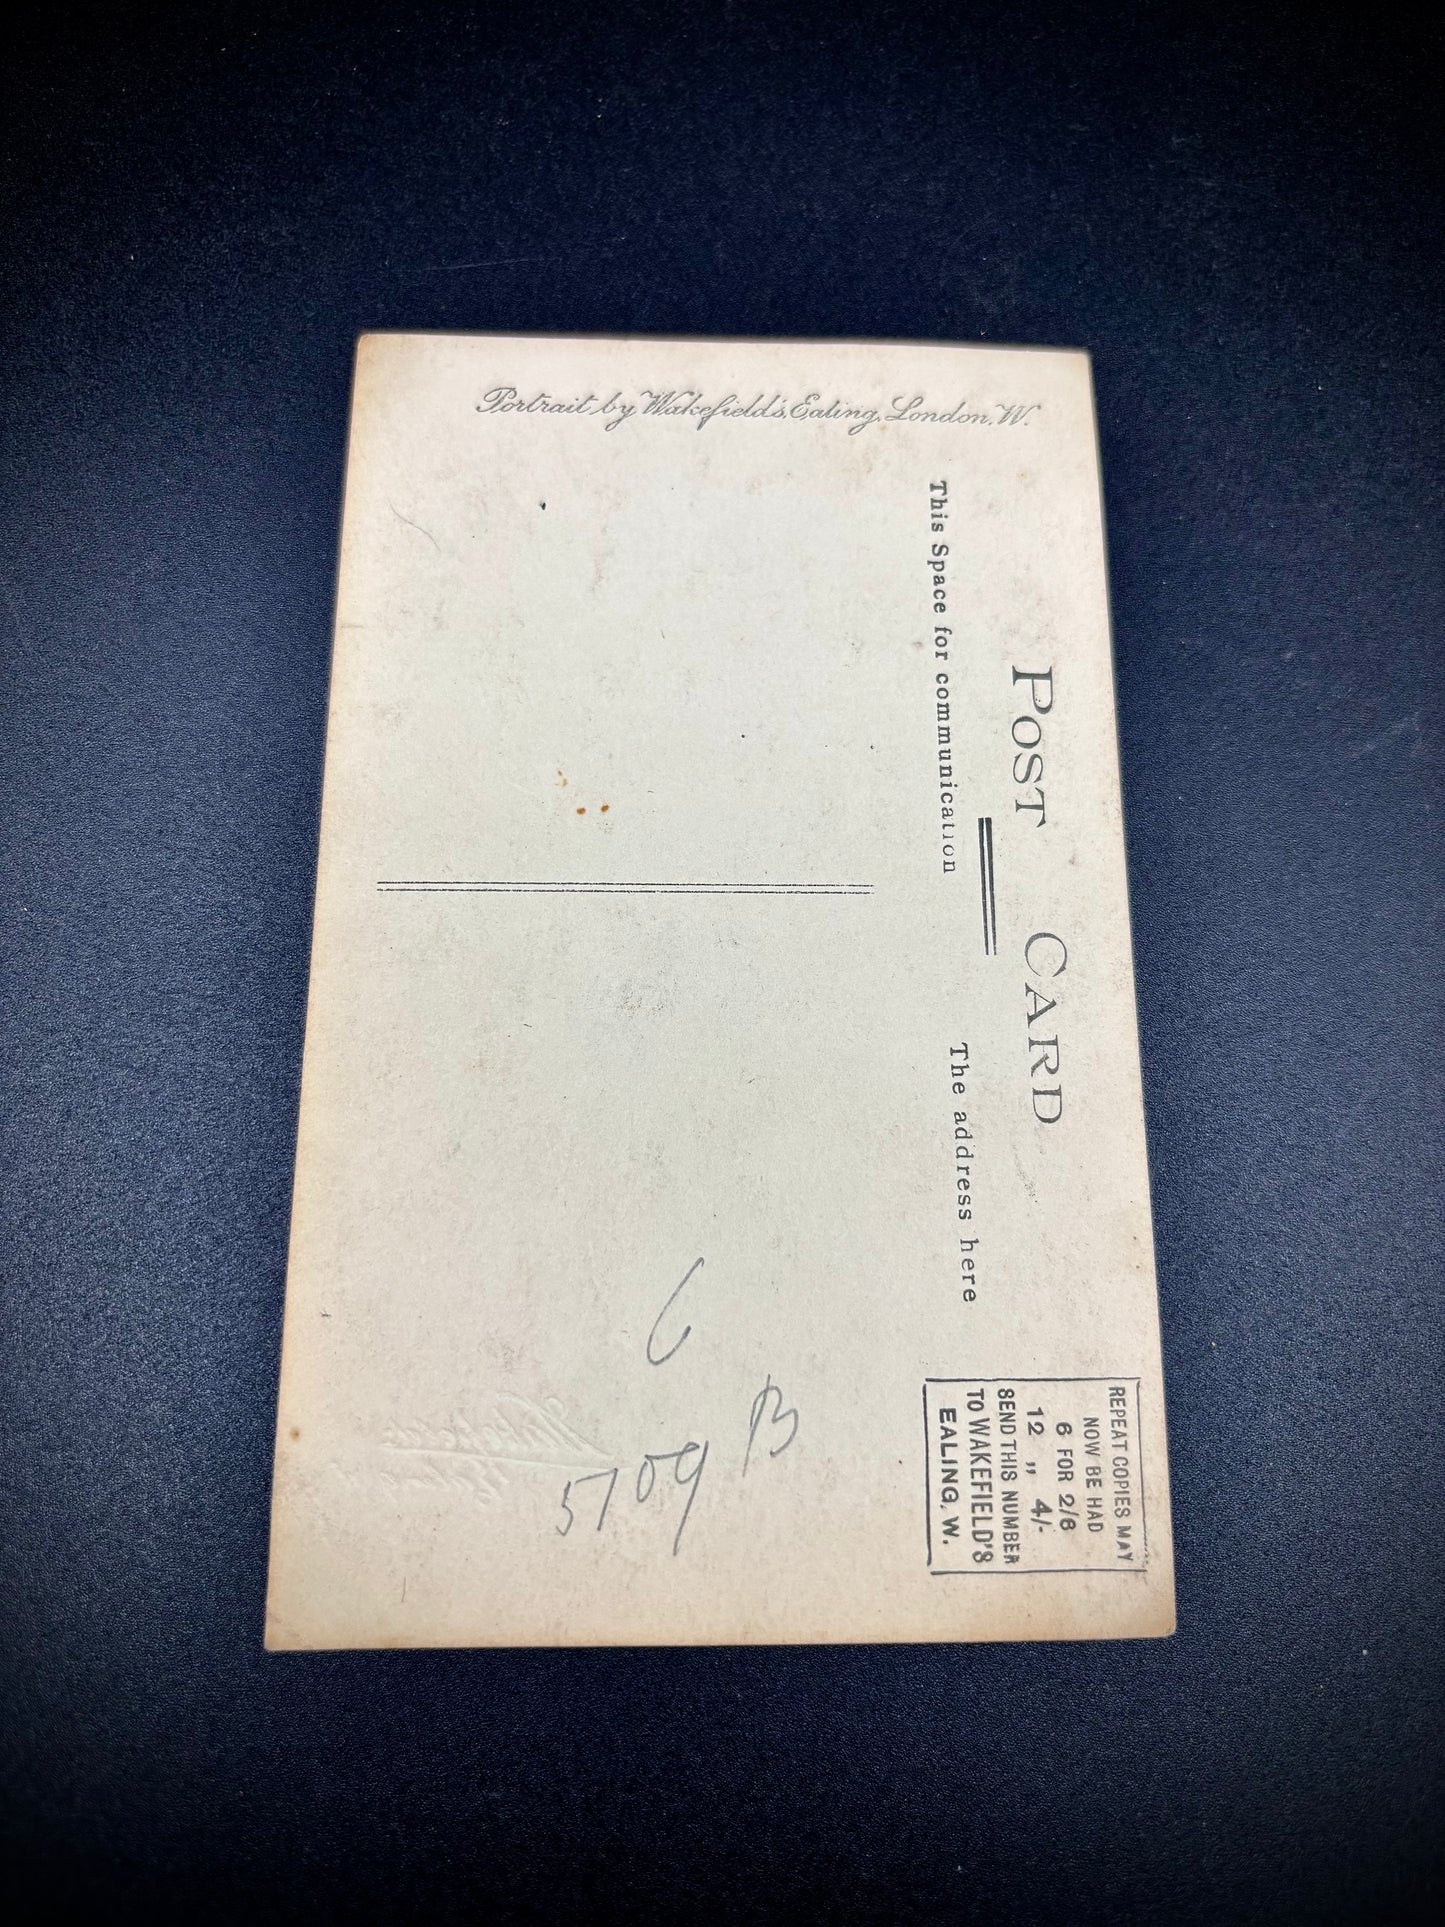 Portrait by Wakefield's, Ealing, London. W.
POST CARD
This Space for communication
The address here
REPEAT COPIES MAY
NOW BE HAD
6 FOR 2/6
12 „ 4/-
SEND THIS NUMBER
TO WAKEFIELD'S
EALING, W.
B
5709